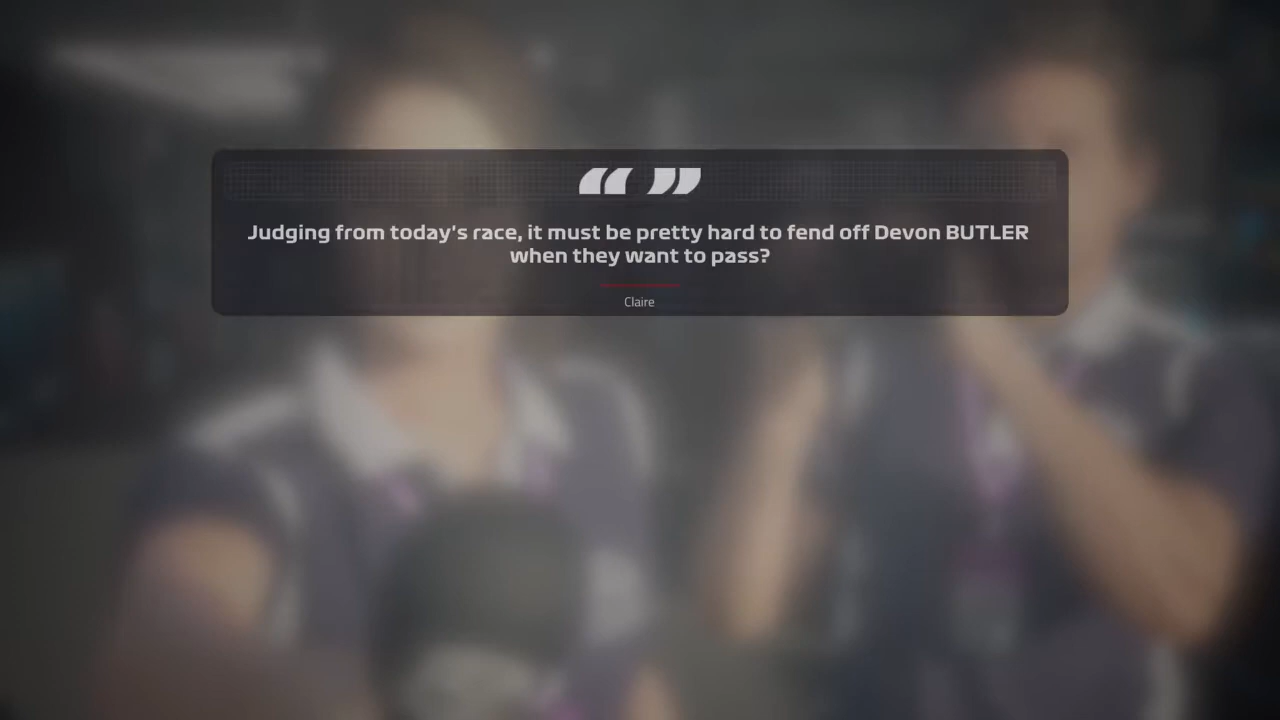 “ ”
Judging from today's race, it must be pretty hard to fend off Devon BUTLER
when they want to pass?
Claire